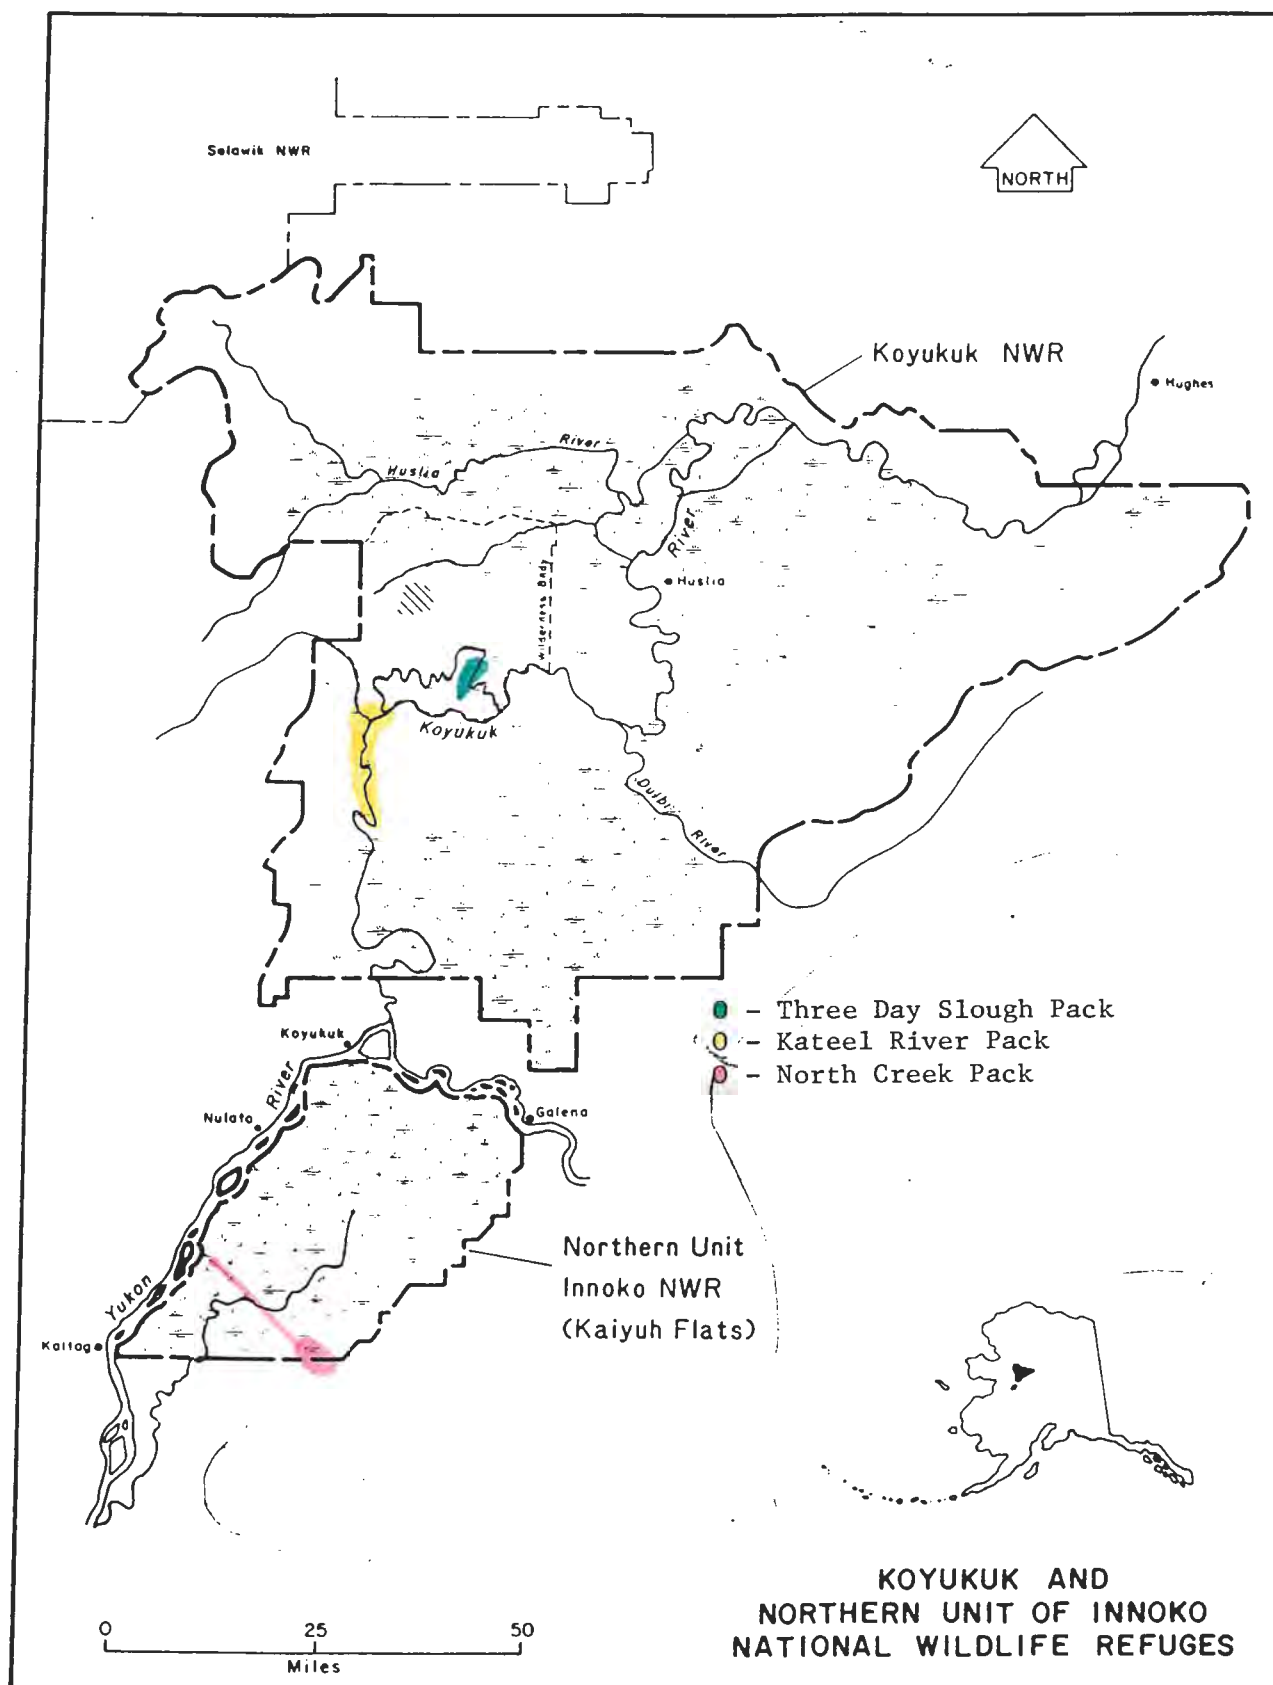 Selawik NWR
NORTH
Koyukuk NWR
Hughes
River
Huslia
River
Huslia
Wilderness Bndy
Koyukuk
Dulbi
River
- Three Day Slough Pack
- Kateel River Pack
- North Creek Pack
Koyukuk
River
Nulato
Galena
Northern Unit
Innoko NWR
(Kaiyuh Flats)
Yukon
Kaltag
KOYUKUK AND
NORTHERN UNIT OF INNOKO
NATIONAL WILDLIFE REFUGES
0 25 50
Miles